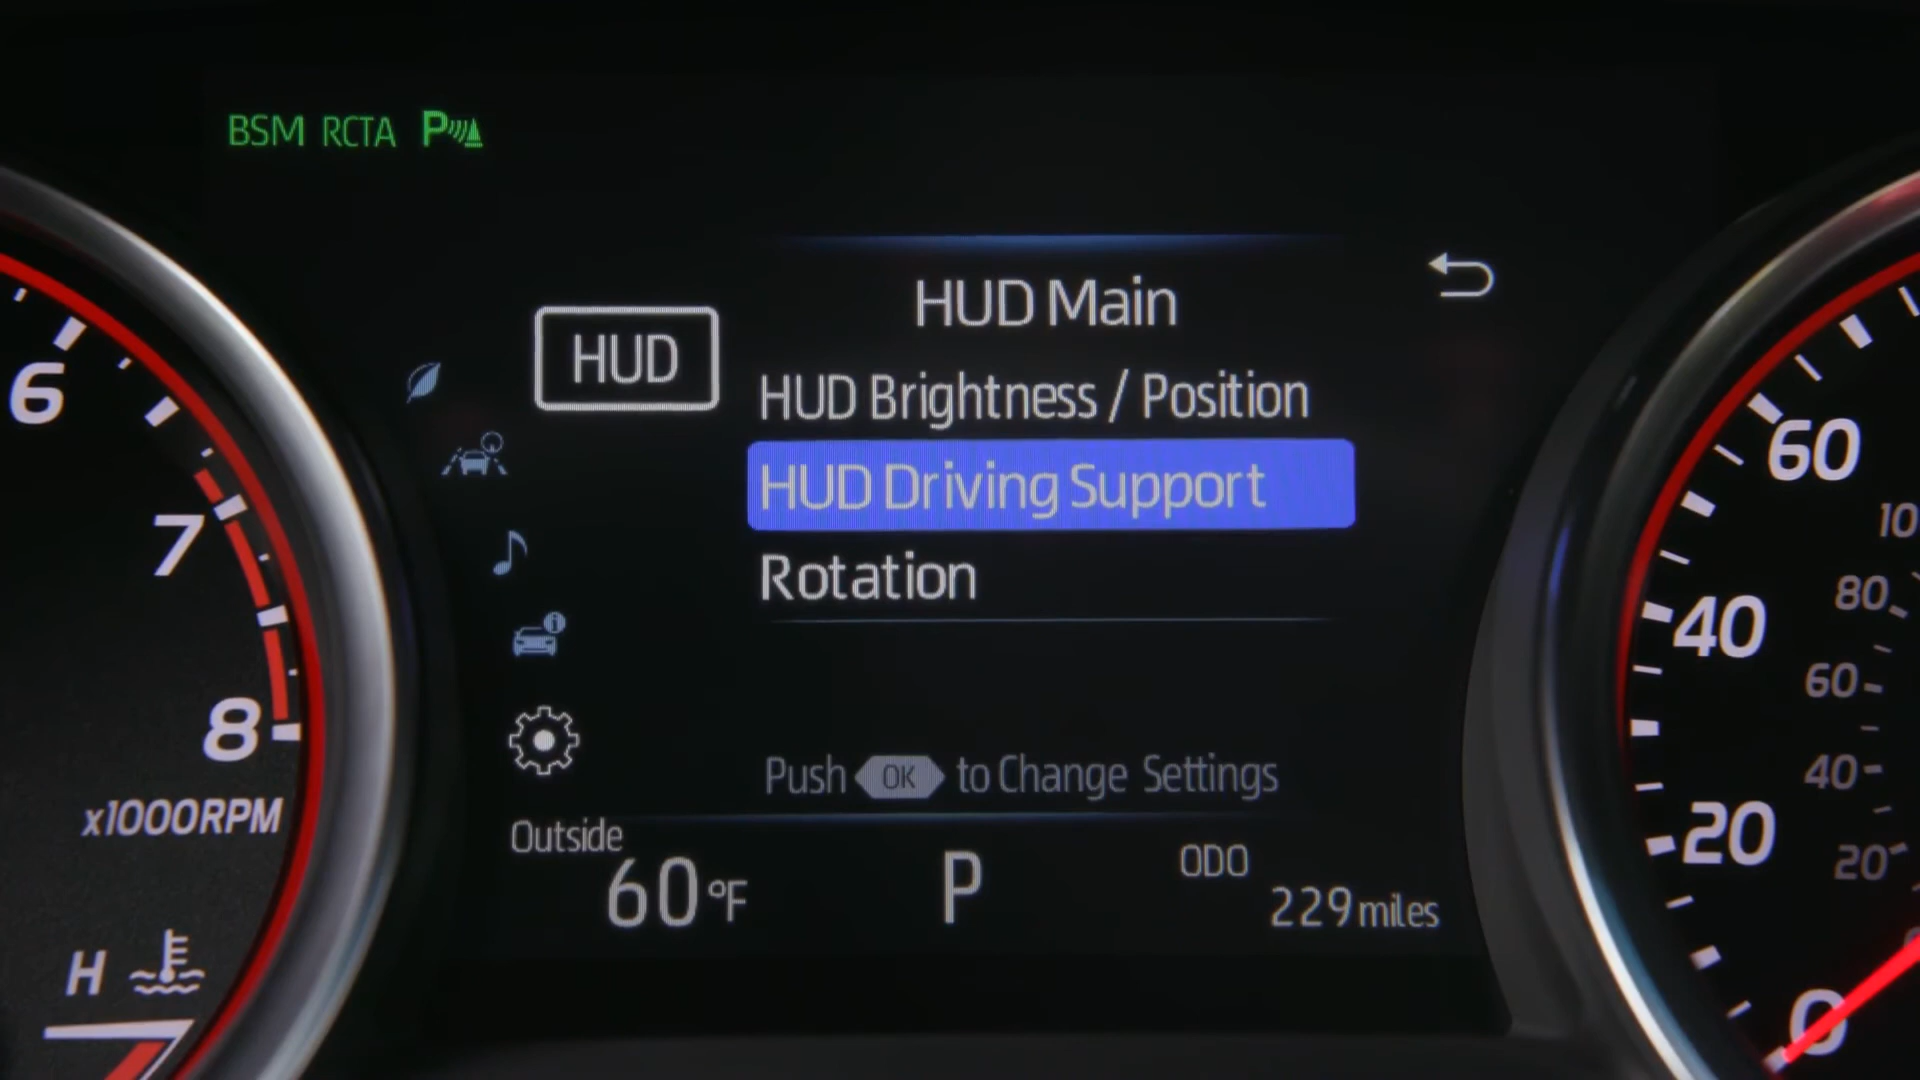 BSM RCTA P
HUD Main
HUD
HUD Brightness / Position
HUD Driving Support
Rotation
Push OK to Change Settings
Outside
60°F
P
ODO
229 miles
6
7
8
x1000RPM
H
60
40
20
0
10
80
60
40
20